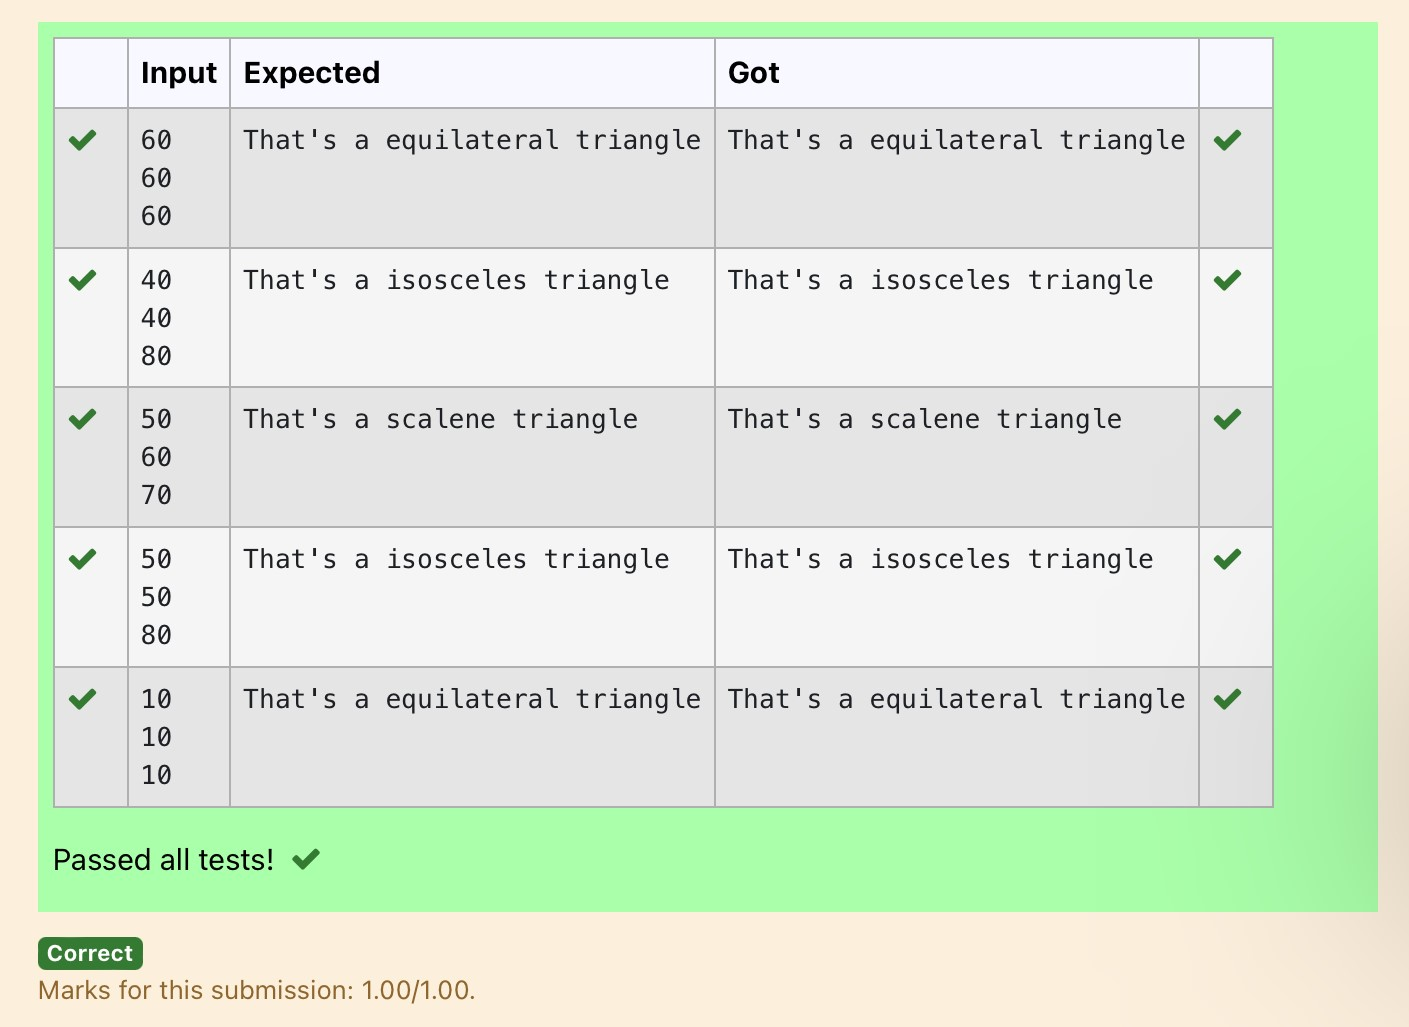 Input Expected Got
60 That's a equilateral triangle That's a equilateral triangle
60
60
40 That's a isosceles triangle That's a isosceles triangle
40
80
50 That's a scalene triangle That's a scalene triangle
60
70
50 That's a isosceles triangle That's a isosceles triangle
50
80
10 That's a equilateral triangle That's a equilateral triangle
10
10
Passed all tests!
Correct
Marks for this submission: 1.00/1.00.